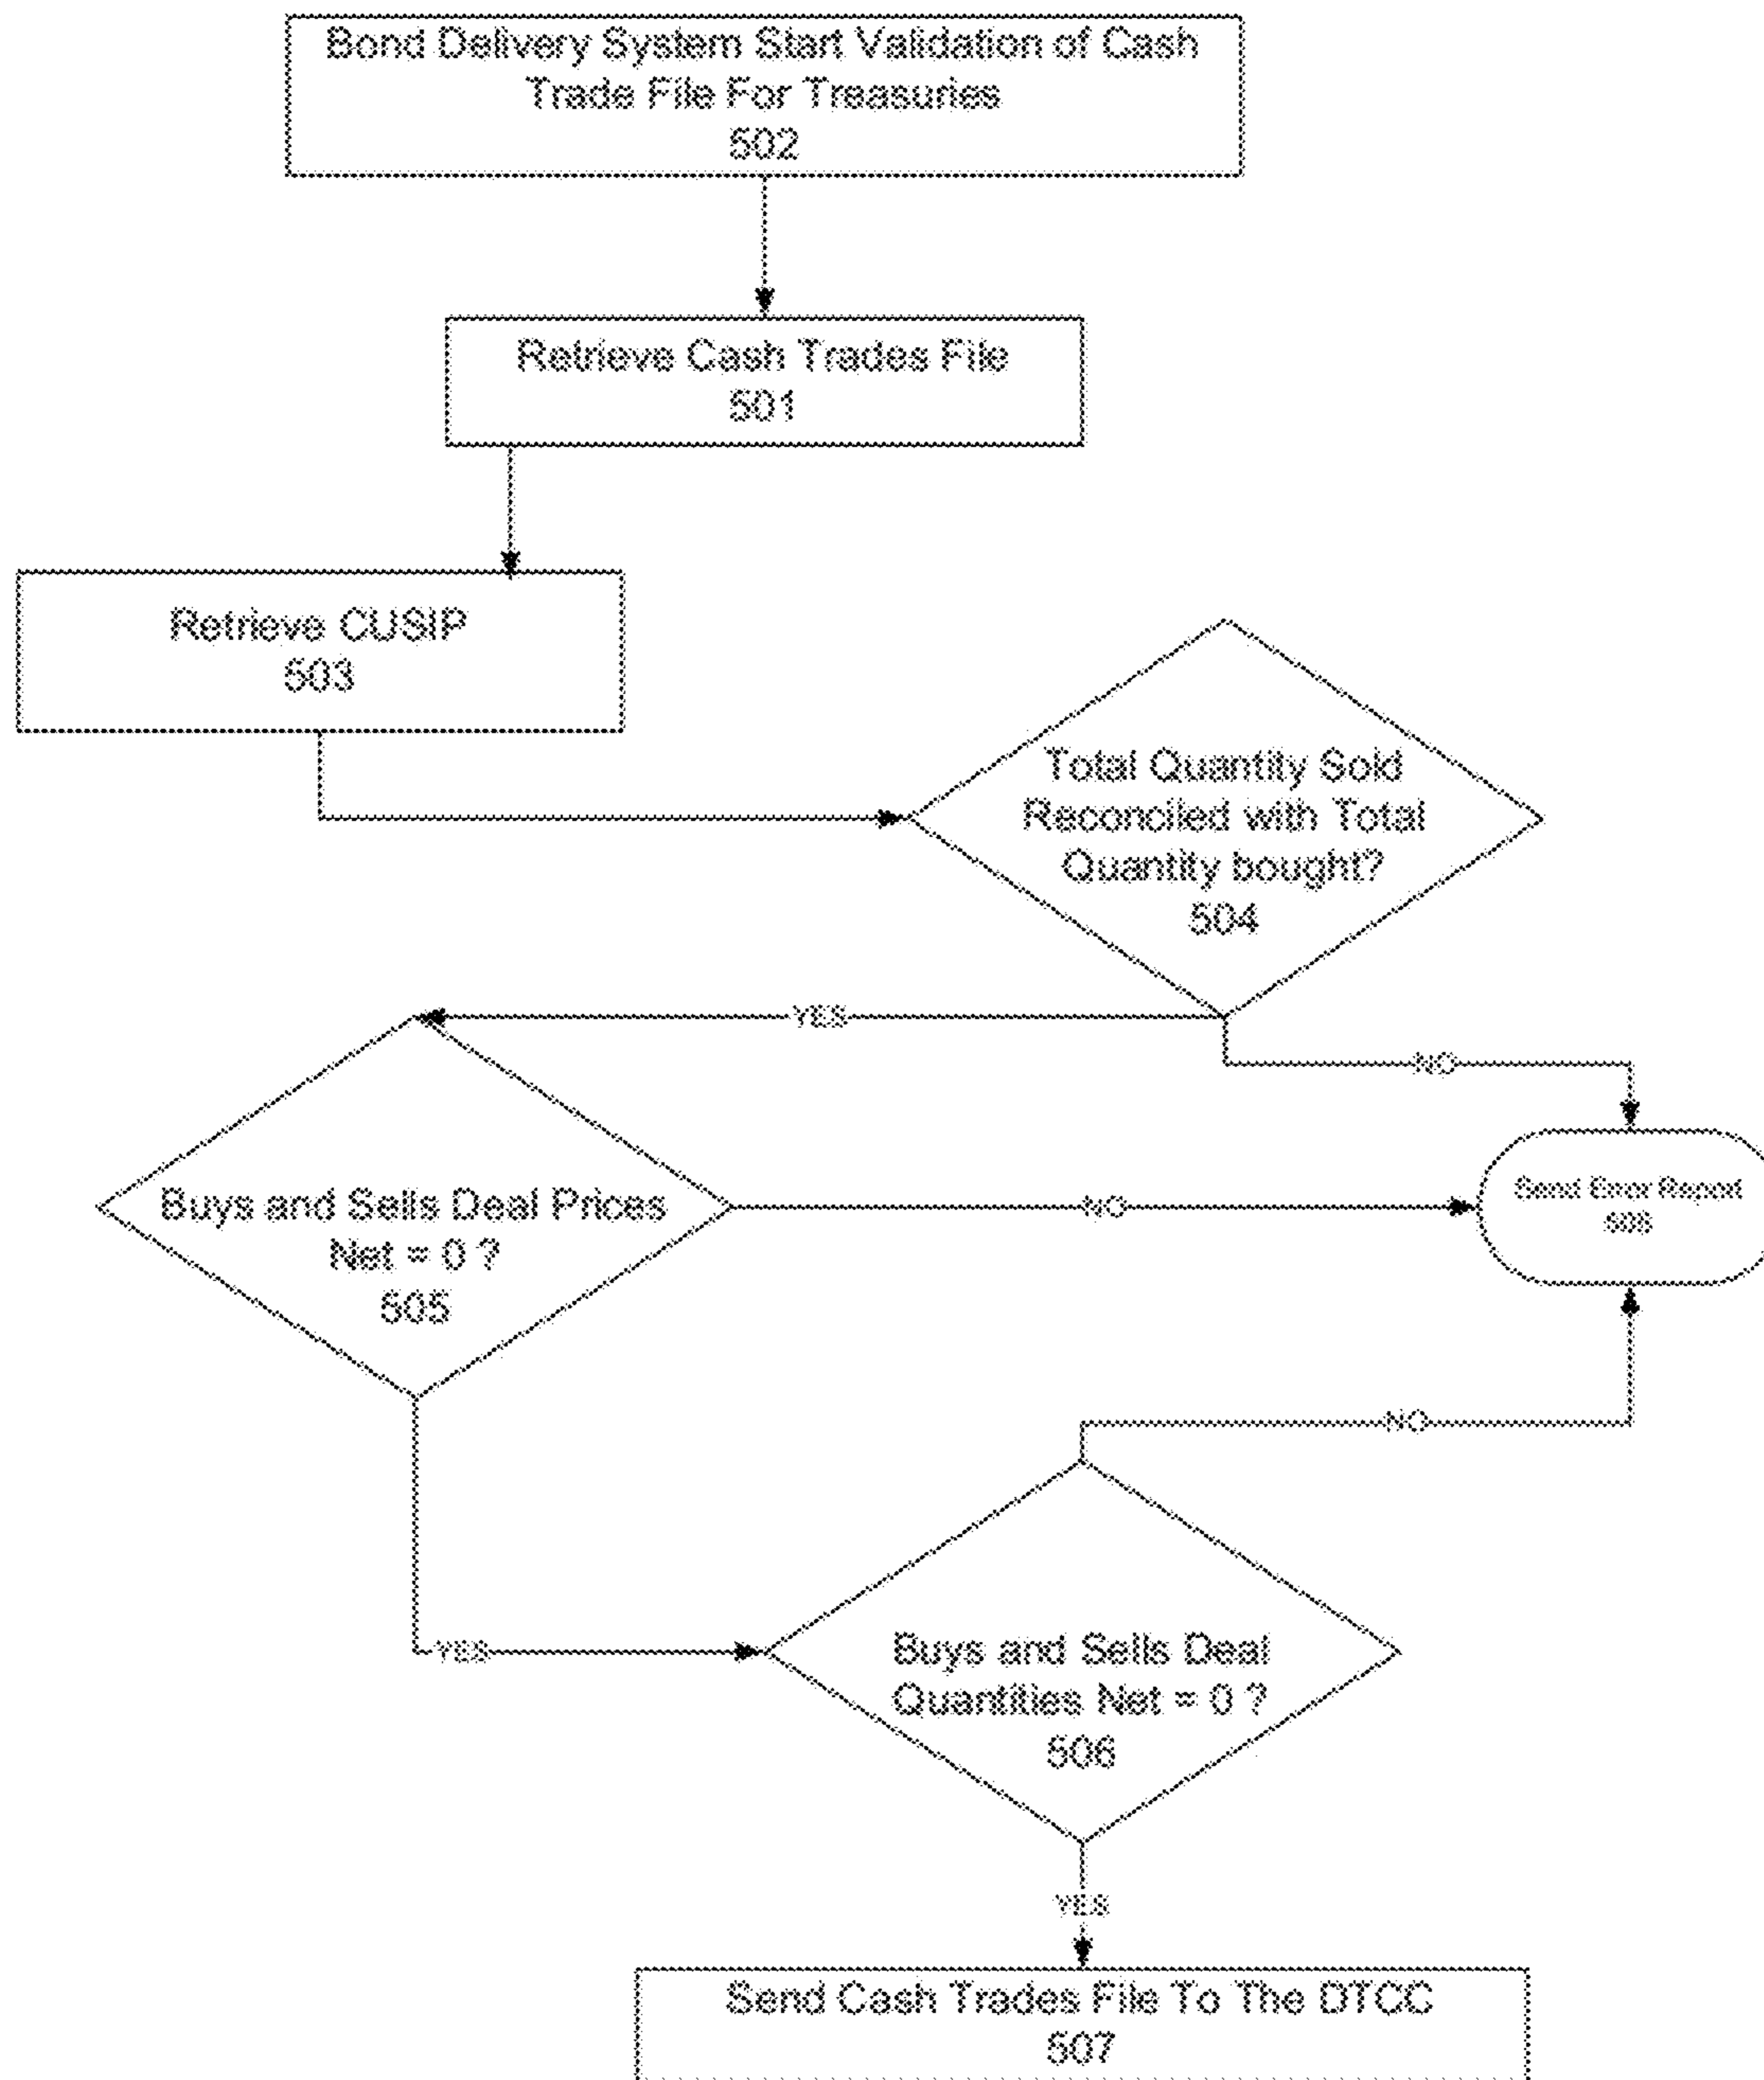 Bond Delivery System Start Validation of Cash
Trade File For Treasuries
502
Retrieve Cash Trades File
501
Retrieve CUSIP
503
Total Quantity Sold
Reconciled with Total
Quantity bought?
504
YES
NO
Buys and Sells Deal Prices
Net = 0 ?
505
NO
Send Error Report
NO
YES
Buys and Sells Deal
Quantities Net = 0 ?
506
YES
Send Cash Trades File To The DTCC
507